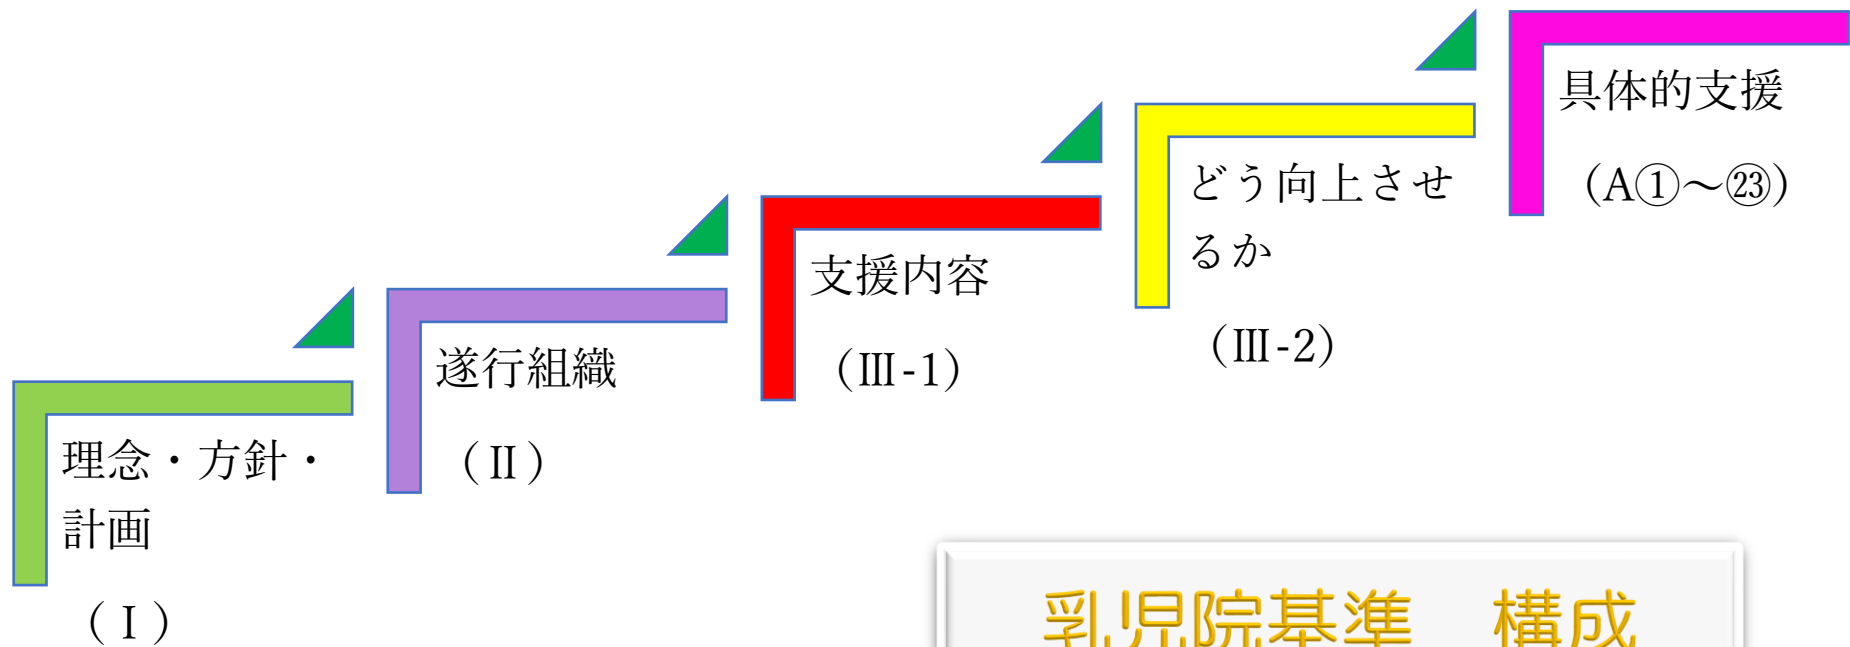 理念・方針・
計画
（Ⅰ）
遂行組織
（Ⅱ）
支援内容
（Ⅲ-1）
どう向上させ
るか
（Ⅲ-2）
具体的支援
（A①～㉓）
乳児院基準　構成